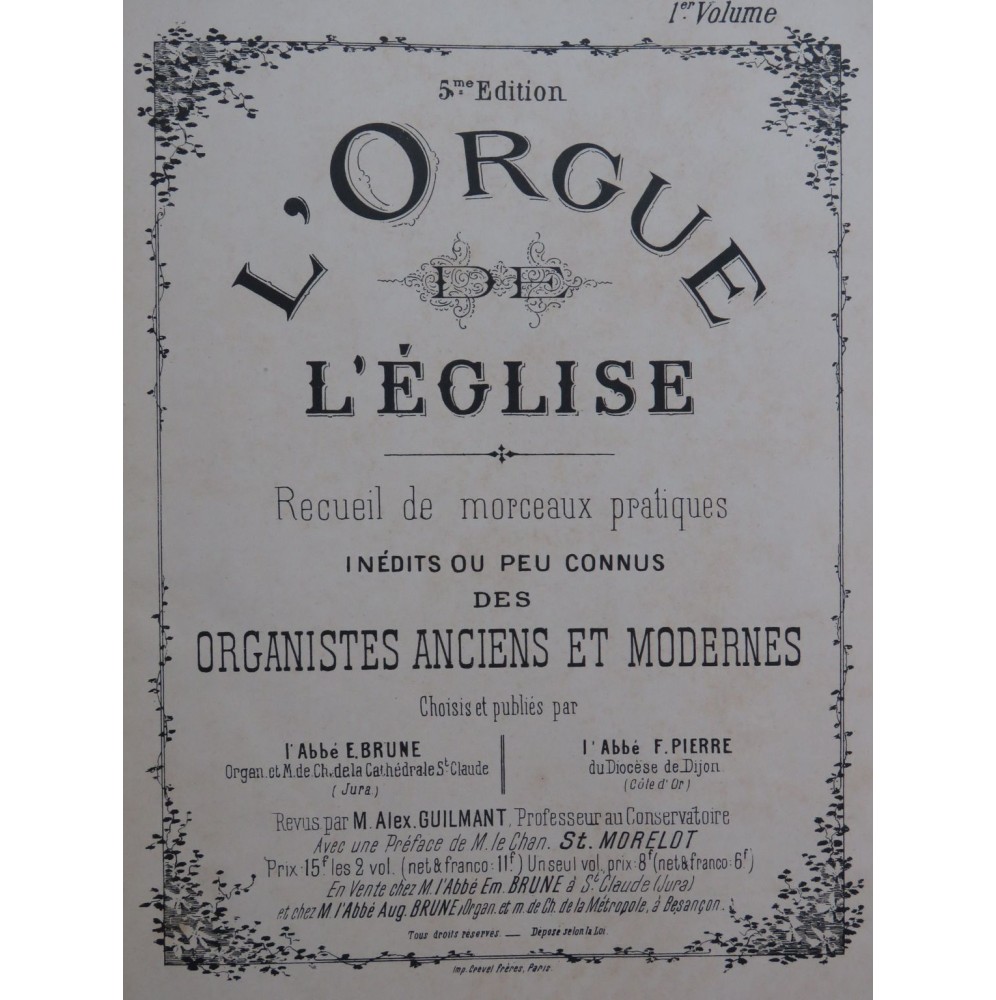 1er Volume
5me Edition
L'ORGUE
DE
L'ÉGLISE
Recueil de morceaux pratiques
INÉDITS OU PEU CONNUS
DES
ORGANISTES ANCIENS ET MODERNES
Choisis et publiés par
l'Abbé E. BRUNE
Organ. et M. de Ch. de la Cathédrale St Claude
(Jura)
l'Abbé F. PIERRE
du Diocèse de Dijon
(Côte d'Or)
Revus par M. Alex. GUILMANT, Professeur au Conservatoire
Avec une Préface de M. le Chan. St. MORELOT
Prix: 15f les 2 vol. (net & franco: 11f) Un seul vol, prix: 8f (net & franco: 6f)
En Vente chez M. l'Abbé Em. BRUNE à St Claude (Jura)
et chez M. l'Abbé Aug. BRUNE, Organ. et m. de Ch. de la Métropole, à Besançon.
Tous droits réservés. — Déposé selon la Loi.
Imp. Crevel Frères, Paris.